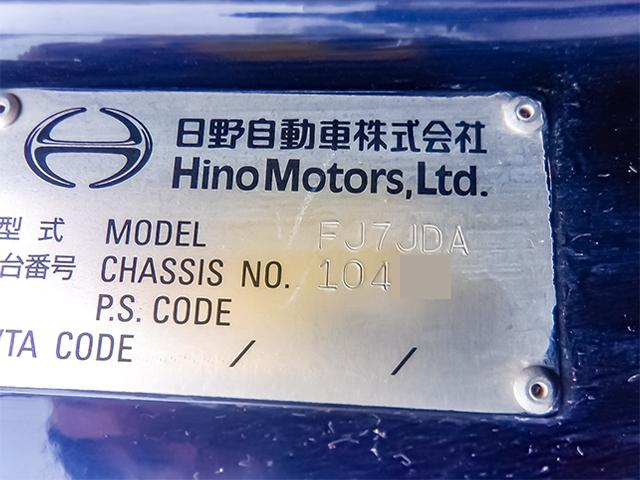 日野自動車株式会社
Hino Motors, Ltd.
型式 MODEL FJ7JDA
台番号 CHASSIS NO. 104
P.S. CODE
/TA CODE / /